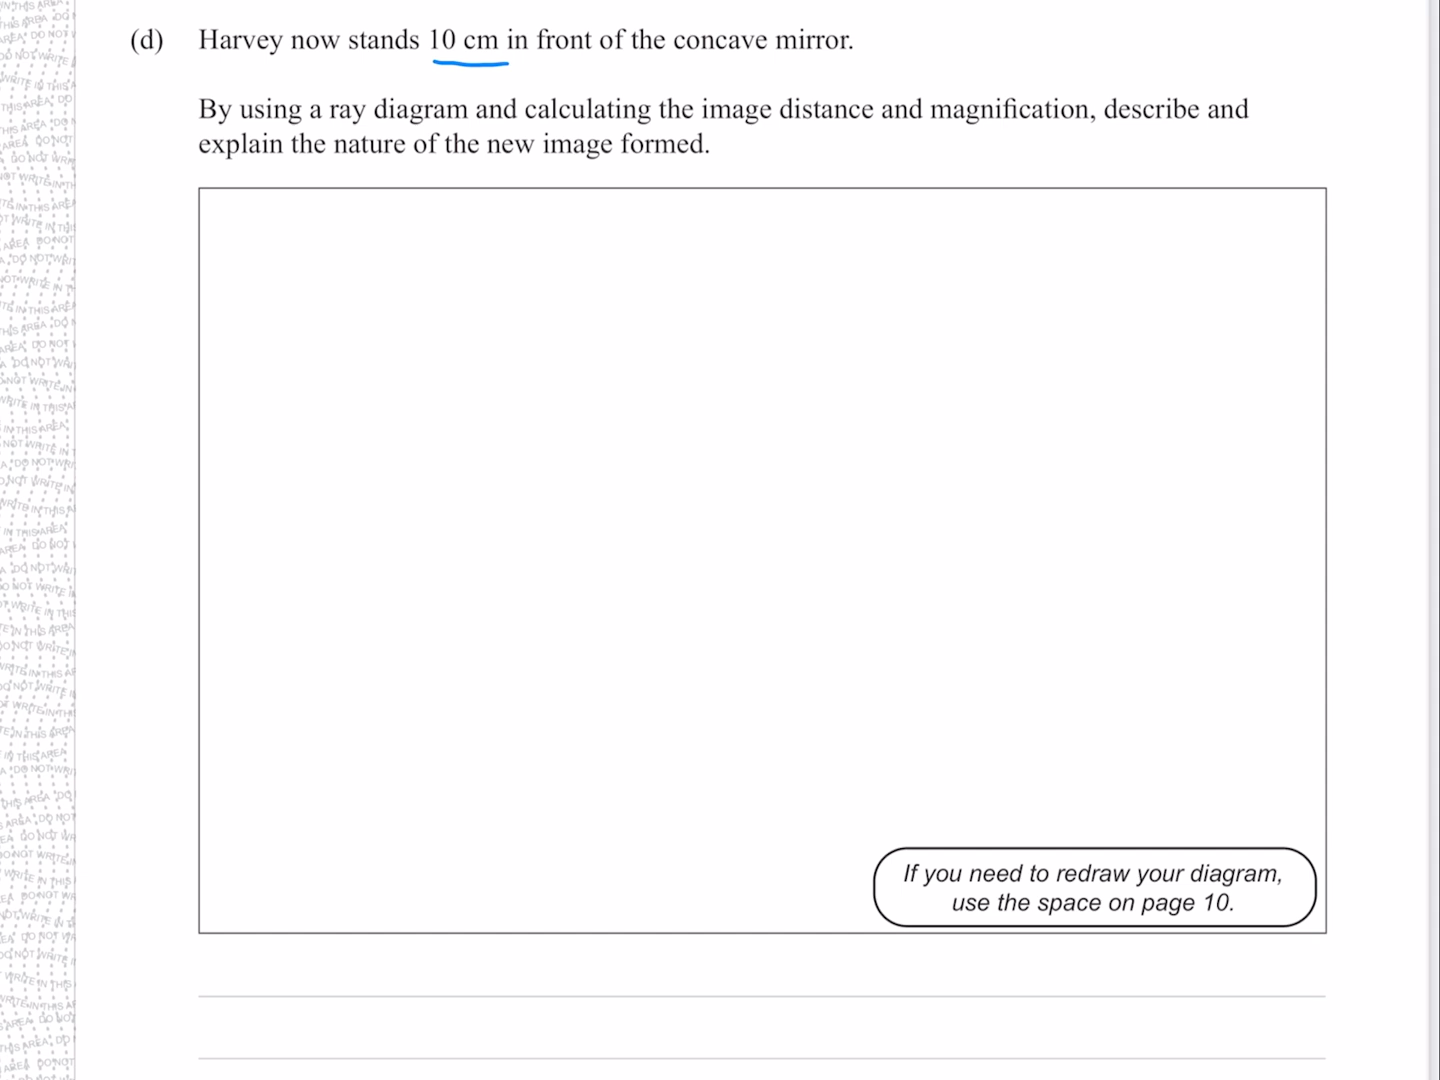 (d) Harvey now stands 10 cm in front of the concave mirror.
By using a ray diagram and calculating the image distance and magnification, describe and
explain the nature of the new image formed.
If you need to redraw your diagram,
use the space on page 10.